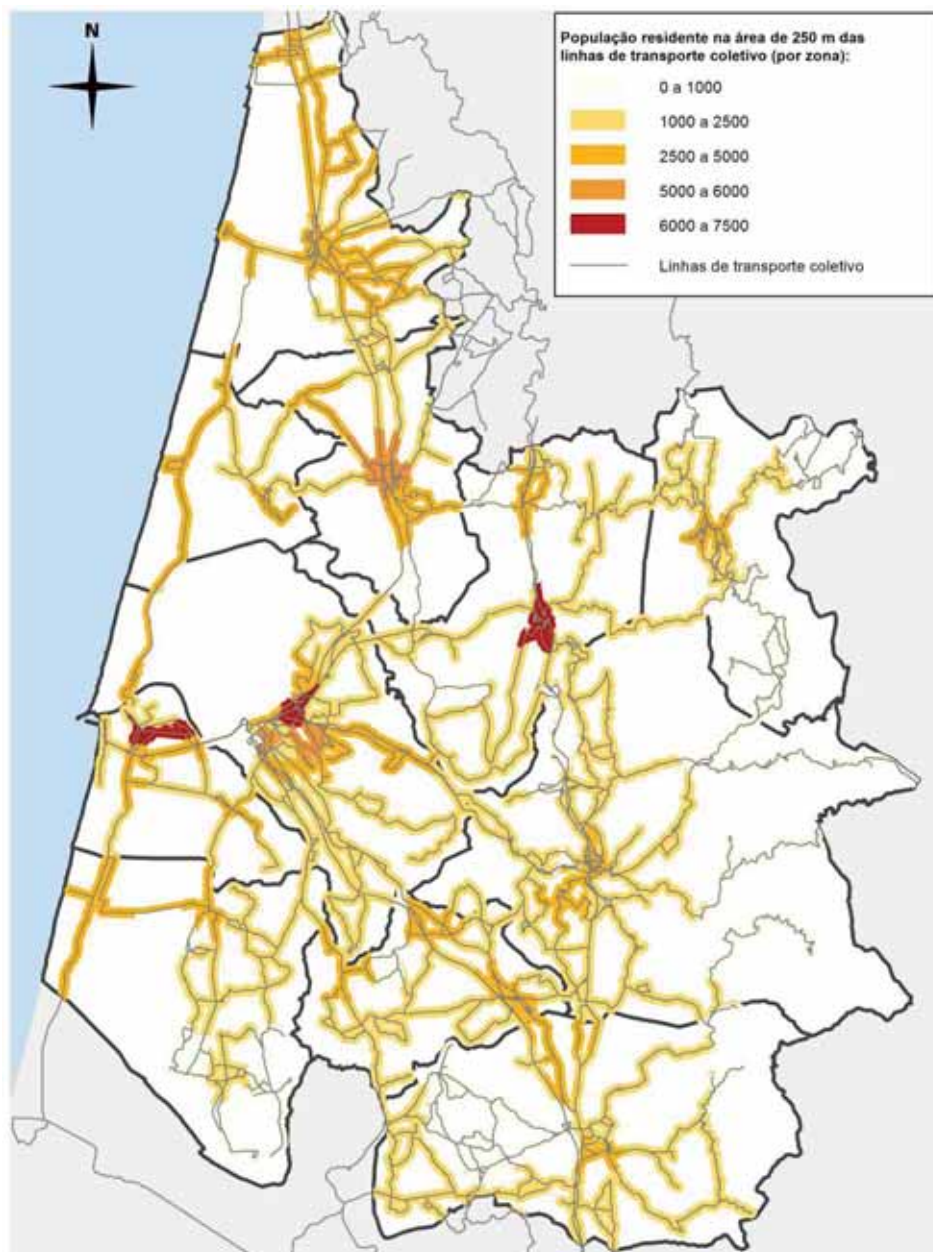 N
População residente na área de 250 m das
linhas de transporte coletivo (por zona):
0 a 1000
1000 a 2500
2500 a 5000
5000 a 6000
6000 a 7500
Linhas de transporte coletivo